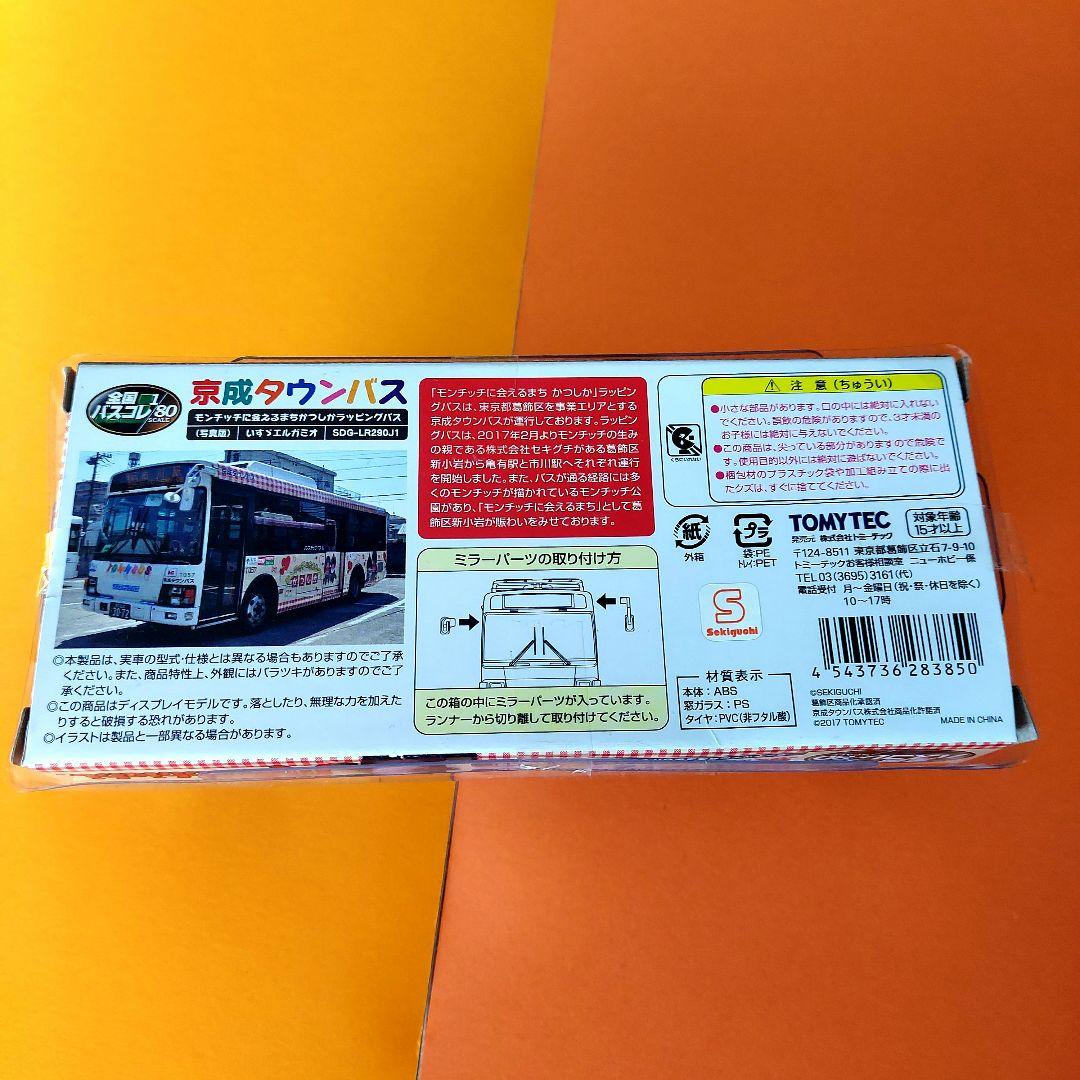 全国
バスコレ 1/80
SCALE
京成タウンバス
モンチッチに会えるまちかつしかラッピングバス
(写真版) いすゞエルガミオ SDG-LR290J1
◎本製品は、実車の型式・仕様とは異なる場合もありますのでご了承
ください。また、商品特性上、外観にはバラツキがありますのでご了
承ください。
◎この商品はディスプレイモデルです。落としたり、無理な力を加えた
りすると破損する恐れがあります。
◎イラストは製品と一部異なる場合があります。
「モンチッチに会えるまち かつしか」ラッピン
グバスは、東京都葛飾区を事業エリアとする
京成タウンバスが運行しております。ラッピン
グバスは、2017年2月よりモンチッチの生み
の親である株式会社セキグチがある葛飾区
新小岩から亀有駅と市川駅へそれぞれ運行
を開始しました。また、バスが通る経路には多
くのモンチッチが描かれているモンチッチ公
園があり、「モンチッチに会えるまち」として葛
飾区新小岩が賑わいをみせております。
ミラーパーツの取り付け方
この箱の中にミラーパーツが入っています。
ランナーから切り離して取り付けてください。
注意(ちゅうい)
●小さな部品があります。口の中には絶対に入れない
でください。誤飲の危険がありますので、3才未満の
お子様には絶対に与えないでください。
●この商品は、尖っている部分がありますので危険で
す。使用目的以外には絶対に遊ばないでください。
●梱包材のプラスチック袋や加工組み立ての際に出
たクズは、すぐに捨ててください。
紙
外箱
プラ
袋:PE
トレイ:PET
TOMYTEC
発売元 株式会社トミーテック
対象年齢
15才以上
〒124-8511 東京都葛飾区立石7-9-10
トミーテックお客様相談室 ニューホビー係
TEL 03(3695)3161(代)
電話受付 月~金曜日(祝・祭・休日を除く)
10~17時
S
Sekiguchi
材質表示
本体:ABS
窓ガラス:PS
タイヤ:PVC(非フタル酸)
4 543736 283850
©SEKIGUCHI
葛飾区商品化承認済
京成タウンバス株式会社商品化許諾済
©2017 TOMYTEC
MADE IN CHINA